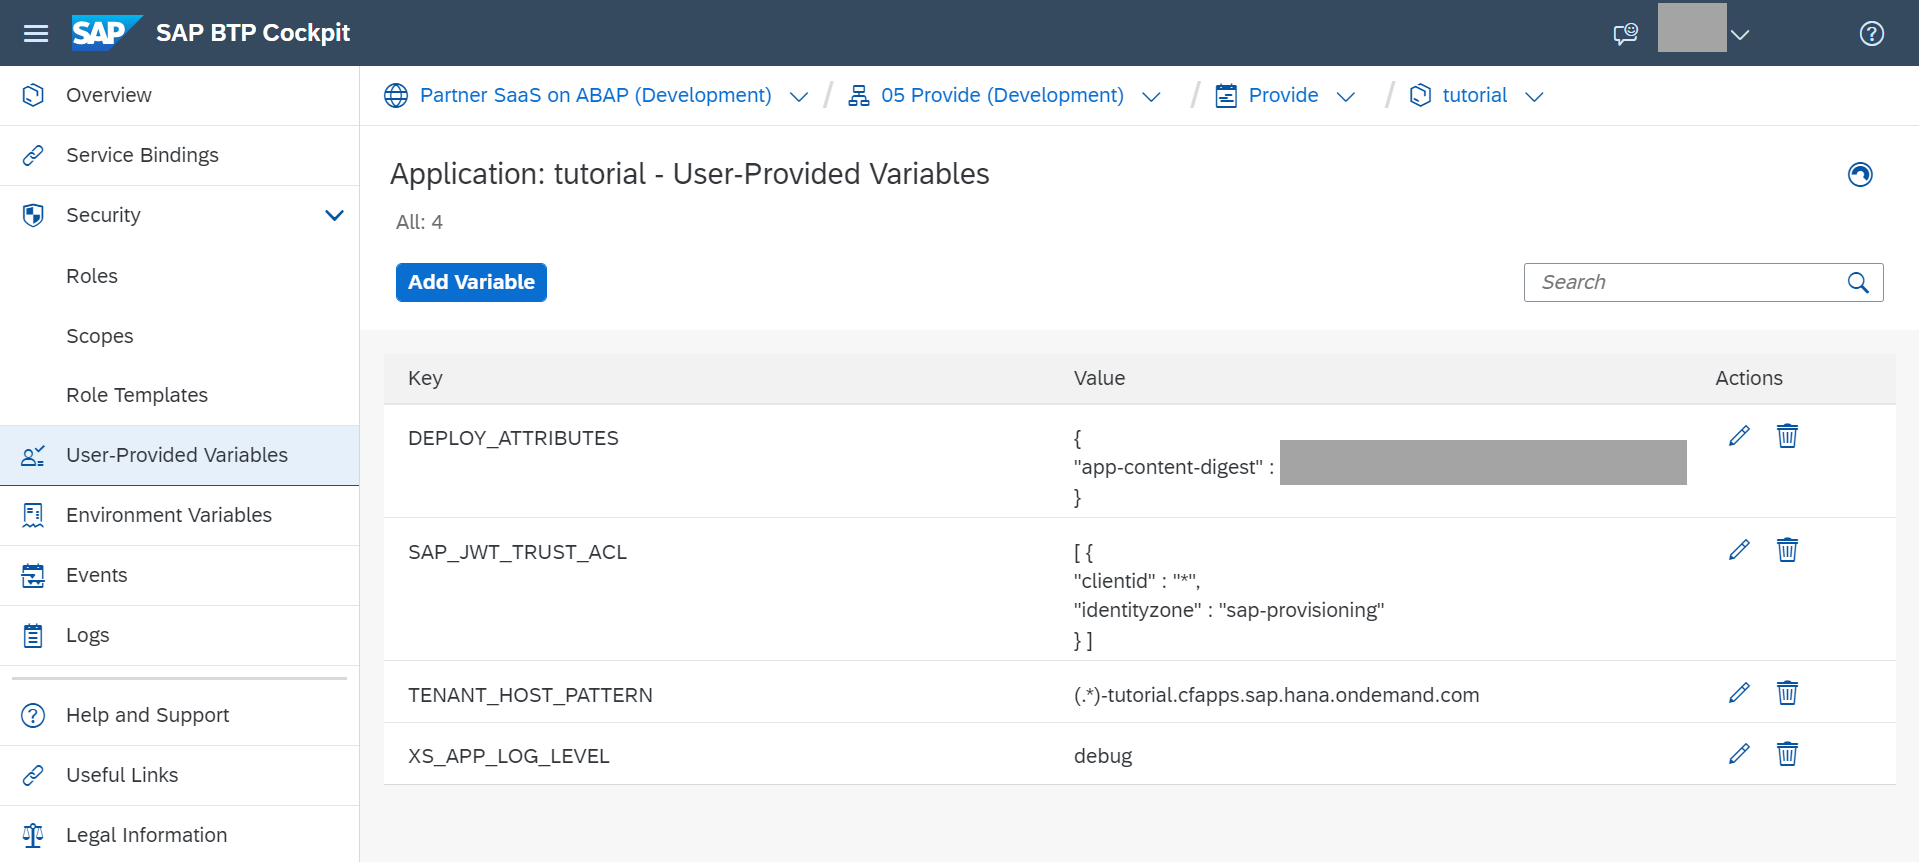 SAP SAP BTP Cockpit
Overview
Service Bindings
Security
Roles
Scopes
Role Templates
User-Provided Variables
Environment Variables
Events
Logs
Help and Support
Useful Links
Legal Information
Partner SaaS on ABAP (Development) / 05 Provide (Development) / Provide / tutorial
Application: tutorial - User-Provided Variables
All: 4
Add Variable
Search
Key Value Actions
DEPLOY_ATTRIBUTES {
"app-content-digest" :
}
SAP_JWT_TRUST_ACL [ {
"clientid" : "*",
"identityzone" : "sap-provisioning"
} ]
TENANT_HOST_PATTERN (.*)-tutorial.cfapps.sap.hana.ondemand.com
XS_APP_LOG_LEVEL debug